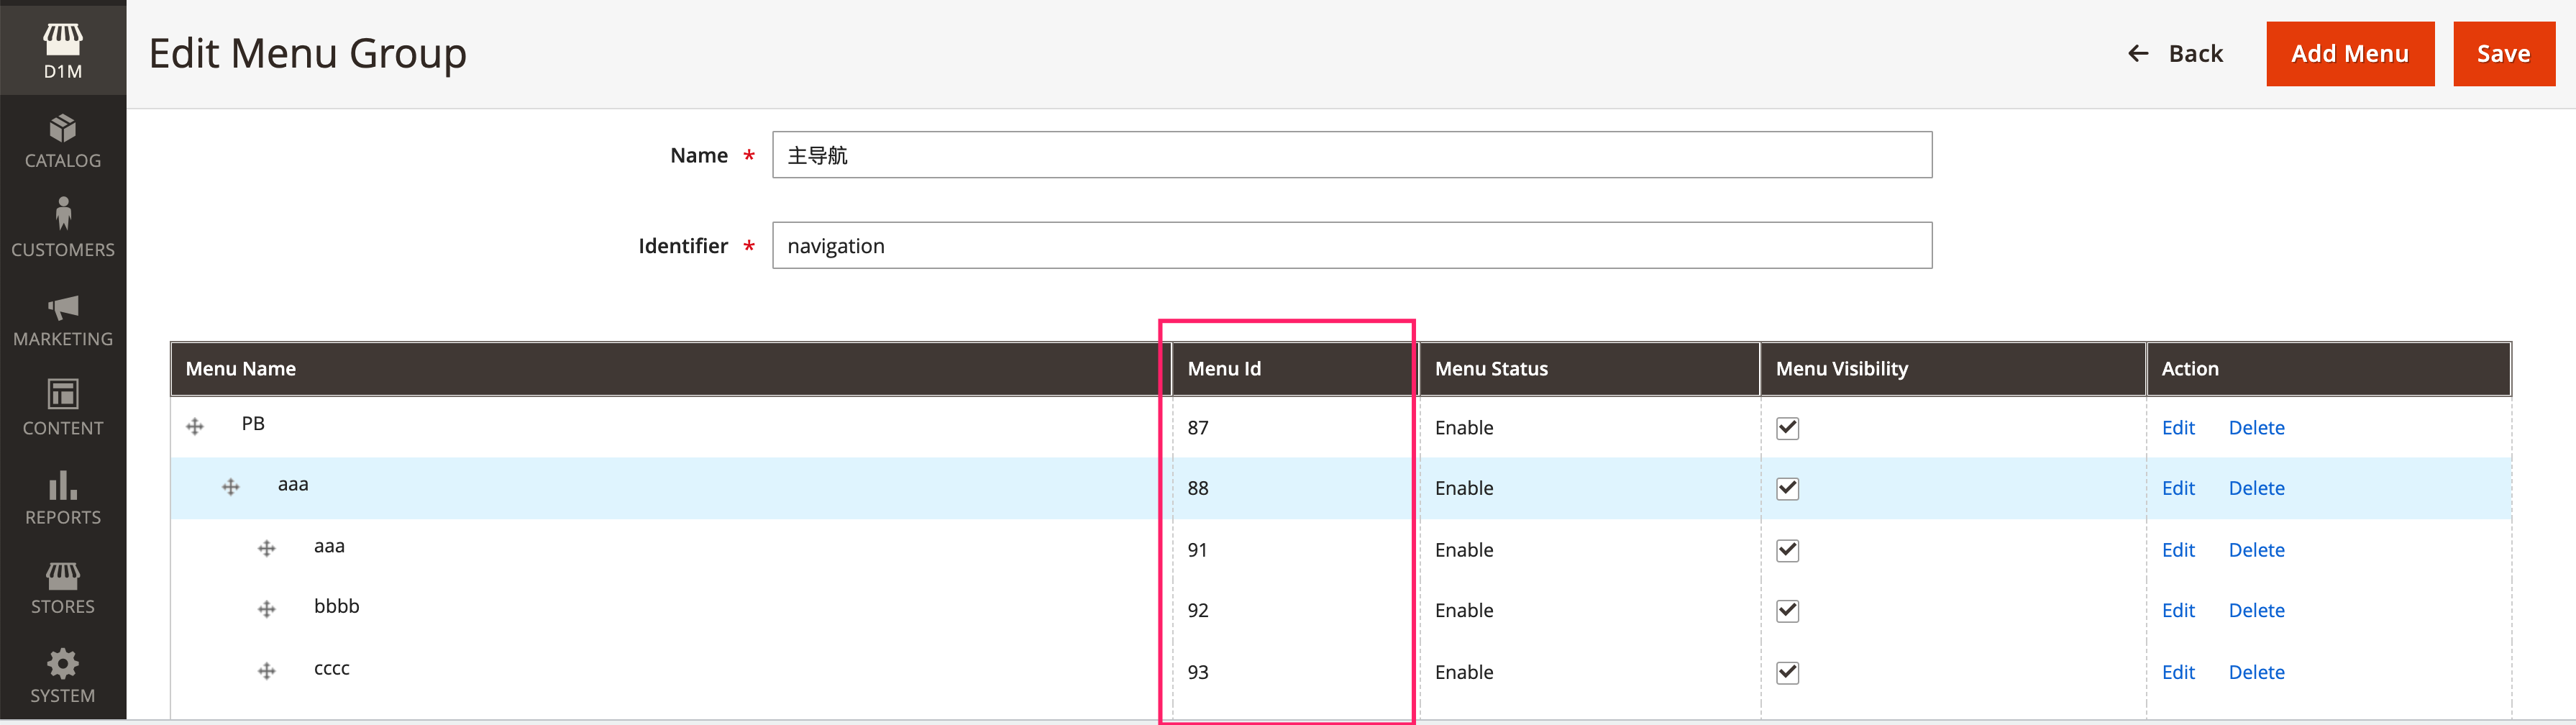 D1M
CATALOG
CUSTOMERS
MARKETING
CONTENT
REPORTS
STORES
SYSTEM
Edit Menu Group
Back
Add Menu
Save
Name *
主导航
Identifier *
navigation
Menu Name Menu Id Menu Status Menu Visibility Action
PB 87 Enable Edit Delete
aaa 88 Enable Edit Delete
aaa 91 Enable Edit Delete
bbbb 92 Enable Edit Delete
cccc 93 Enable Edit Delete